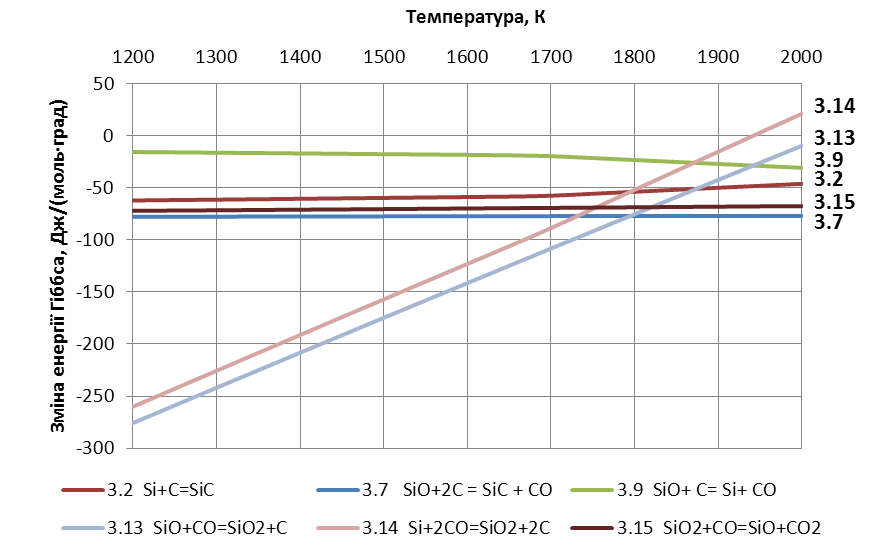 Температура, К
1200 1300 1400 1500 1600 1700 1800 1900 2000
Зміна енергії Гіббса, Дж/(моль·град)
50
0
-50
-100
-150
-200
-250
-300
3.14
3.13
3.9
3.2
3.15
3.7
3.2 Si+C=SiC
3.7 SiO+2C = SiC + CO
3.9 SiO+ C= Si+ CO
3.13 SiO+CO=SiO2+C
3.14 Si+2CO=SiO2+2C
3.15 SiO2+CO=SiO+CO2